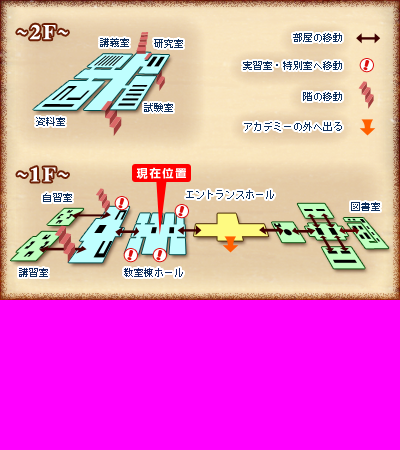 ~2F~
講義室
研究室
試験室
資料室
部屋の移動
実習室・特別室へ移動
階の移動
アカデミーの外へ出る
~1F~
現在位置
自習室
エントランスホール
図書室
講習室
教室棟ホール